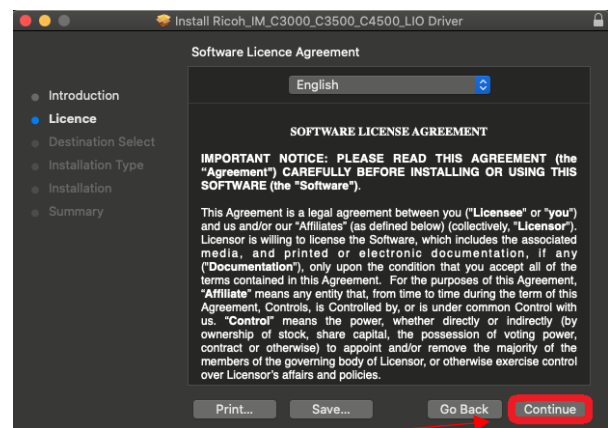 Install Ricoh_IM_C3000_C3500_C4500_LIO Driver
Software Licence Agreement
Introduction
Licence
Destination Select
Installation Type
Installation
Summary
English
SOFTWARE LICENSE AGREEMENT
IMPORTANT NOTICE: PLEASE READ THIS AGREEMENT (the
“Agreement”) CAREFULLY BEFORE INSTALLING OR USING THIS
SOFTWARE (the "Software").
This Agreement is a legal agreement between you ("Licensee" or "you")
and us and/or our “Affiliates” (as defined below) (collectively, "Licensor").
Licensor is willing to license the Software, which includes the associated
media, and printed or electronic documentation, if any
("Documentation"), only upon the condition that you accept all of the
terms contained in this Agreement. For the purposes of this Agreement,
“Affiliate” means any entity that, from time to time during the term of this
Agreement, Controls, is Controlled by, or is under common Control with
us. “Control” means the power, whether directly or indirectly (by
ownership of stock, share capital, the possession of voting power,
contract or otherwise) to appoint and/or remove the majority of the
members of the governing body of Licensor, or otherwise exercise control
over Licensor’s affairs and policies.
Print...
Save...
Go Back
Continue